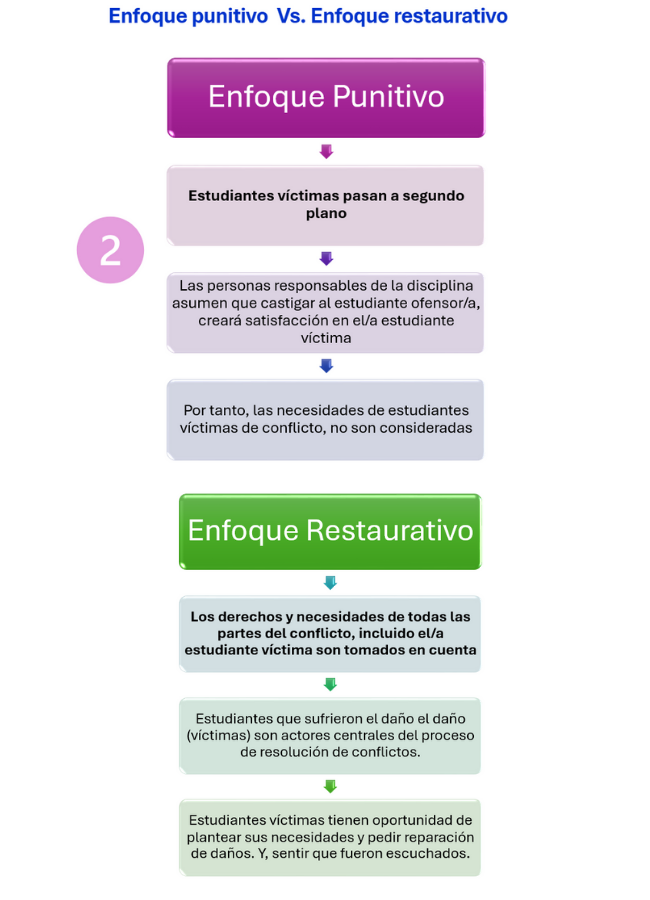 Enfoque punitivo Vs. Enfoque restaurativo
Enfoque Punitivo
Estudiantes víctimas pasan a segundo
plano
2
Las personas responsables de la disciplina
asumen que castigar al estudiante ofensor/a,
creará satisfacción en el/a estudiante
víctima
Por tanto, las necesidades de estudiantes
víctimas de conflicto, no son consideradas
Enfoque Restaurativo
Los derechos y necesidades de todas las
partes del conflicto, incluido el/a
estudiante víctima son tomados en cuenta
Estudiantes que sufrieron el daño el daño
(víctimas) son actores centrales del proceso
de resolución de conflictos.
Estudiantes víctimas tienen oportunidad de
plantear sus necesidades y pedir reparación
de daños. Y, sentir que fueron escuchados.